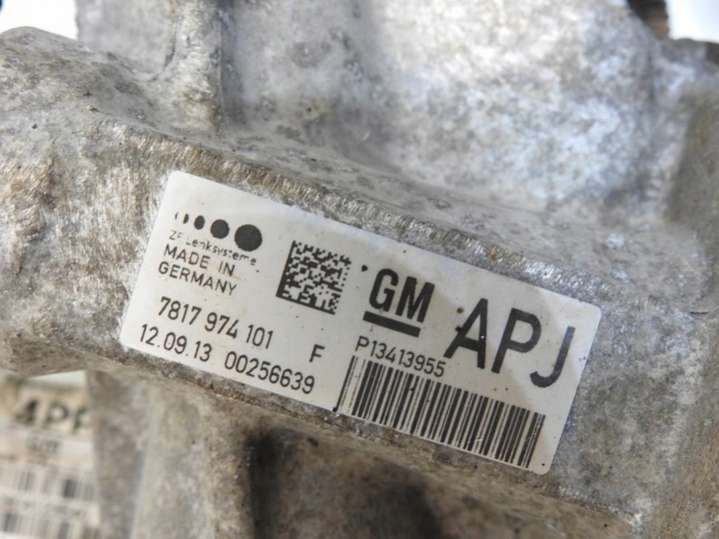 ZF Lenksysteme
MADE IN
GERMANY
7817 974 101 F
12.09.13 00256639
GM APJ
P13413955